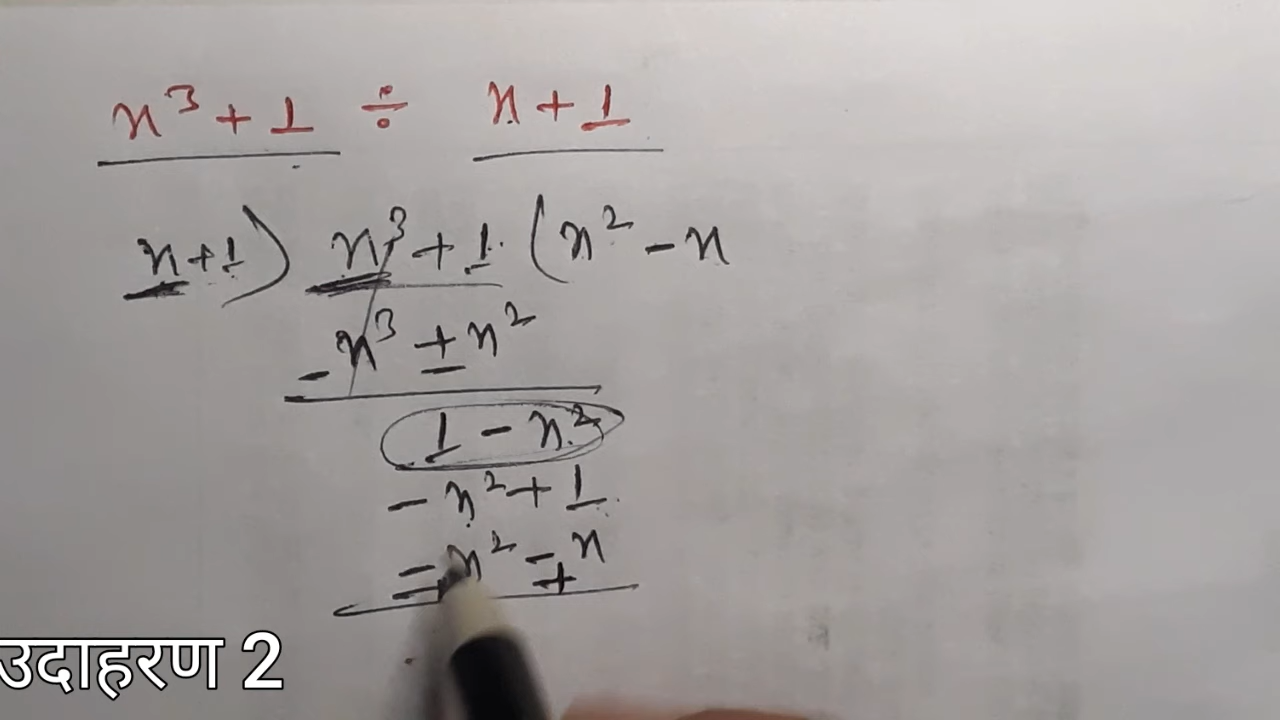 x³ + 1 ÷ x + 1
x+1) x³ + 1 (x² - x
- x³ ± x²
1 - x²
- x² + 1
- x² - x
+ +
उदाहरण 2